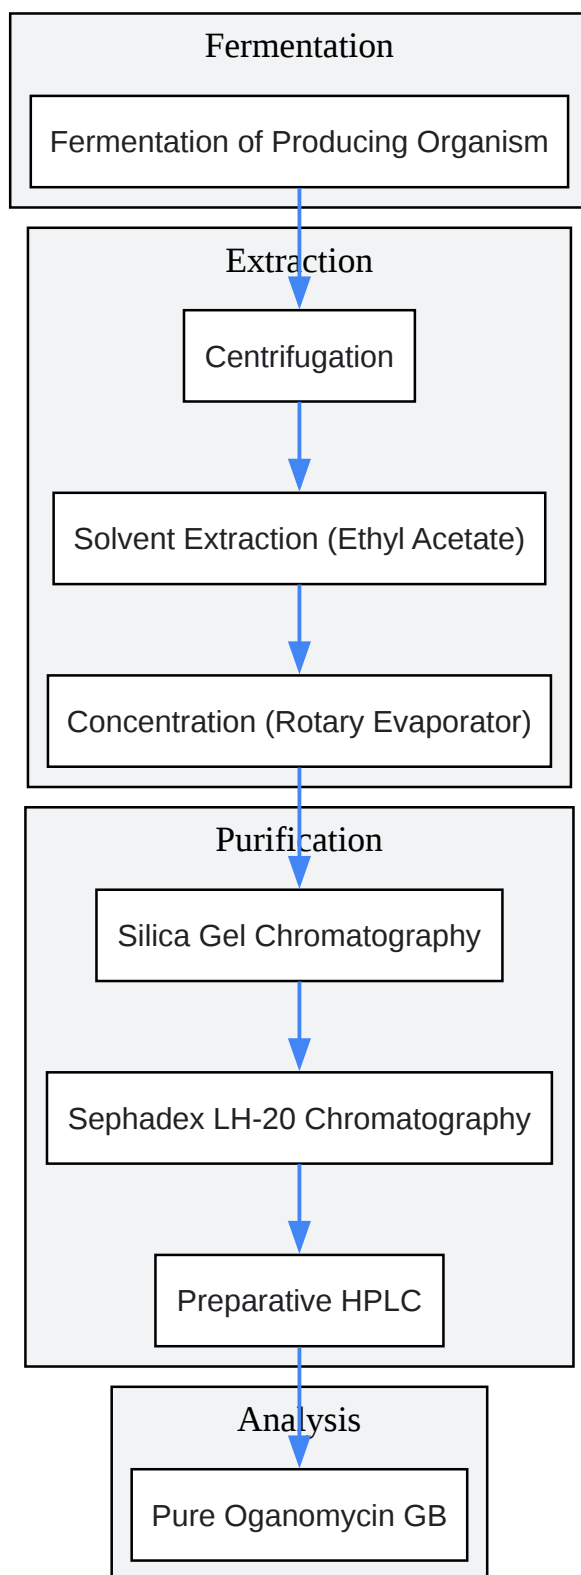 Fermentation
Fermentation of Producing Organism
Extraction
Centrifugation
Solvent Extraction (Ethyl Acetate)
Concentration (Rotary Evaporator)
Purification
Silica Gel Chromatography
Sephadex LH-20 Chromatography
Preparative HPLC
Analysis
Pure Oganomycin GB